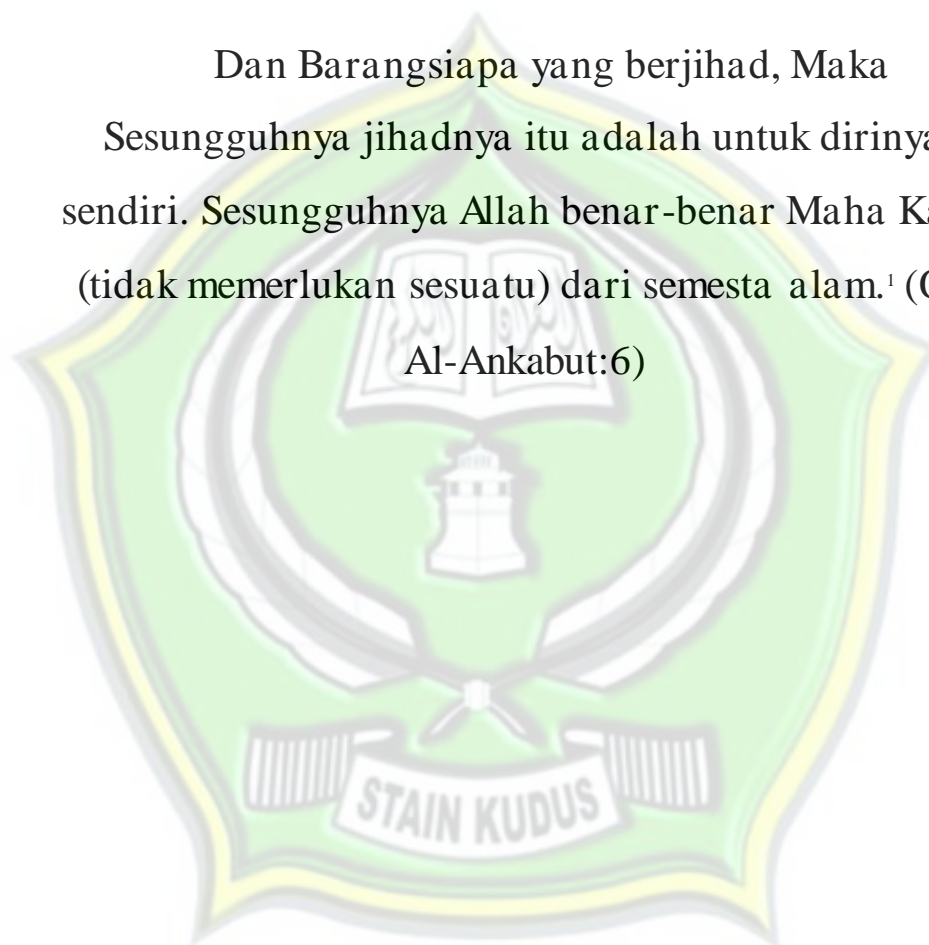 Dan Barangsiapa yang berjihad, Maka
Sesungguhnya jihadnya itu adalah untuk dirinya
sendiri. Sesungguhnya Allah benar-benar Maha
(tidak memerlukan sesuatu) dari semesta alam.¹
Al-Ankabut:6)
STAIN KUDUS